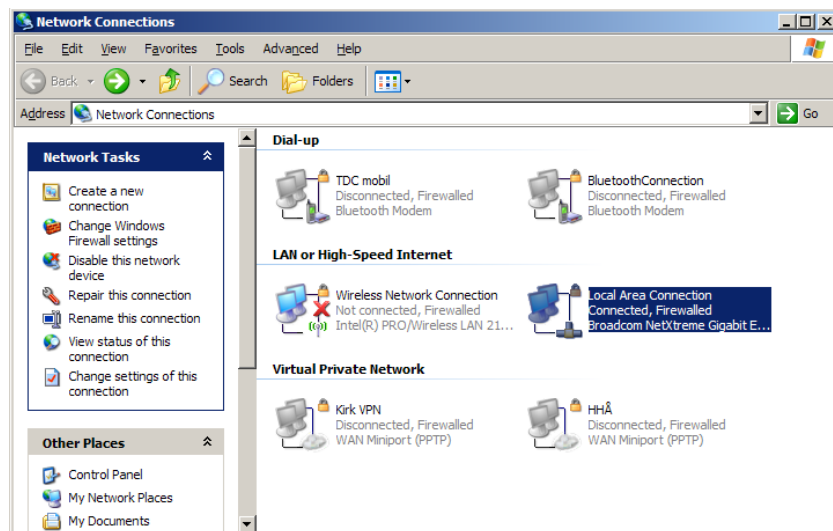 Network Connections
File Edit View Favorites Tools Advanced Help
Back Search Folders
Address Network Connections Go
Network Tasks
Create a new
connection
Change Windows
Firewall settings
Disable this network
device
Repair this connection
Rename this connection
View status of this
connection
Change settings of this
connection
Other Places
Control Panel
My Network Places
My Documents
Dial-up
TDC mobil
Disconnected, Firewalled
Bluetooth Modem
BluetoothConnection
Disconnected, Firewalled
Bluetooth Modem
LAN or High-Speed Internet
Wireless Network Connection
Not connected, Firewalled
Intel(R) PRO/Wireless LAN 21...
Local Area Connection
Connected, Firewalled
Broadcom NetXtreme Gigabit E...
Virtual Private Network
Kirk VPN
Disconnected, Firewalled
WAN Miniport (PPTP)
HHÅ
Disconnected, Firewalled
WAN Miniport (PPTP)